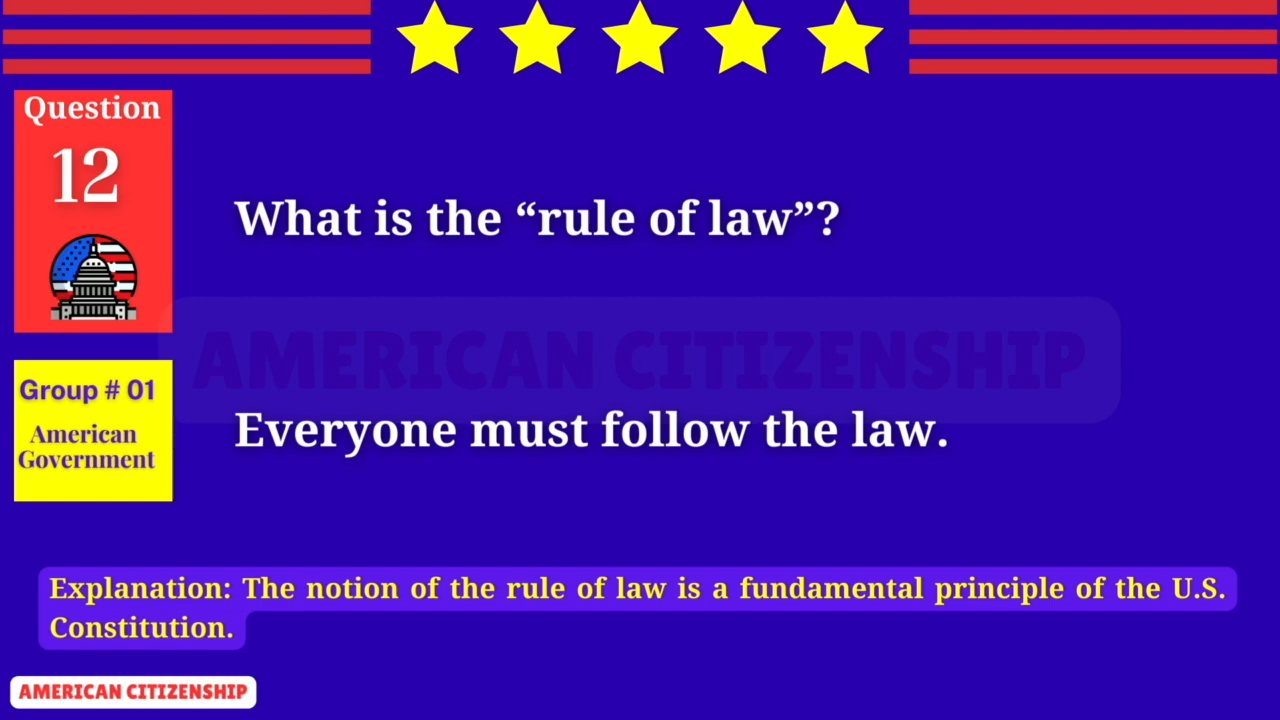 Question
12
What is the “rule of law”?
AMERICAN CITIZENSHIP
Group # 01
American
Government
Everyone must follow the law.
Explanation: The notion of the rule of law is a fundamental principle of the U.S.
Constitution.
AMERICAN CITIZENSHIP